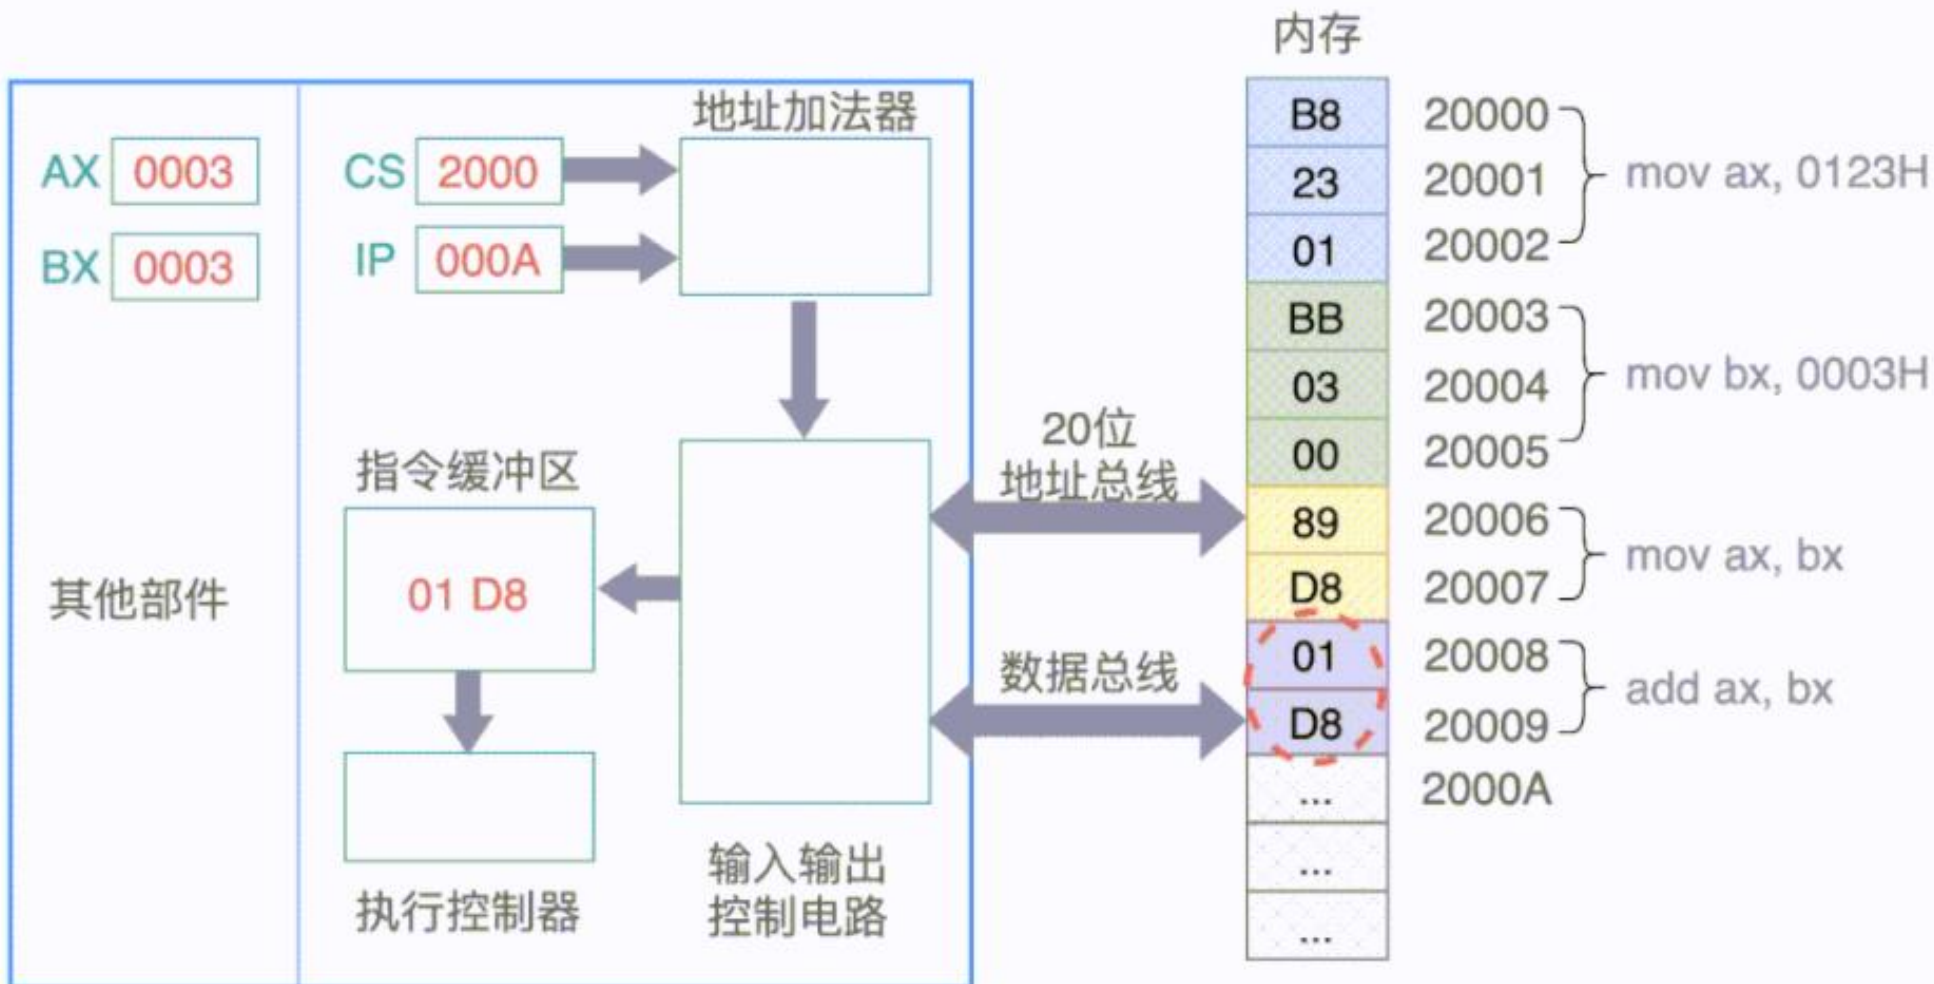 内存
地址加法器
AX 0003
CS 2000
BX 0003
IP 000A
指令缓冲区
01 D8
其他部件
执行控制器
输入输出
控制电路
20位
地址总线
数据总线
B8 20000
23 20001 mov ax, 0123H
01 20002
BB 20003
03 20004 mov bx, 0003H
00 20005
89 20006
mov ax, bx
D8 20007
01 20008
add ax, bx
D8 20009
... 2000A
...
...